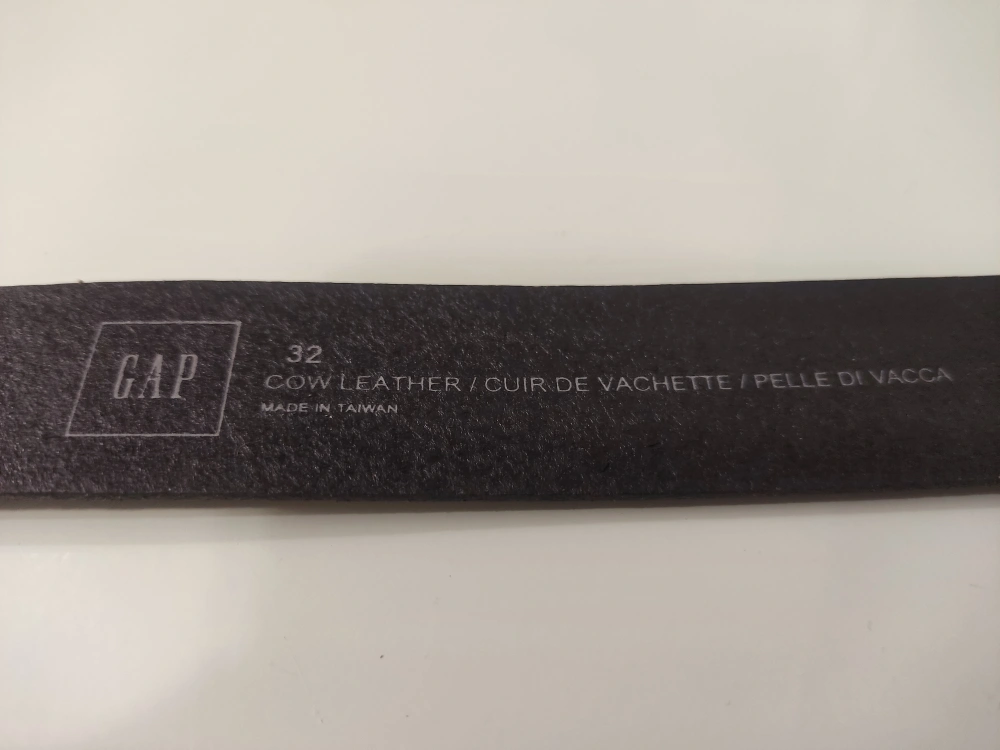 GAP
32
COW LEATHER / CUIR DE VACHETTE / PELLE DI VACCA
MADE IN TAIWAN